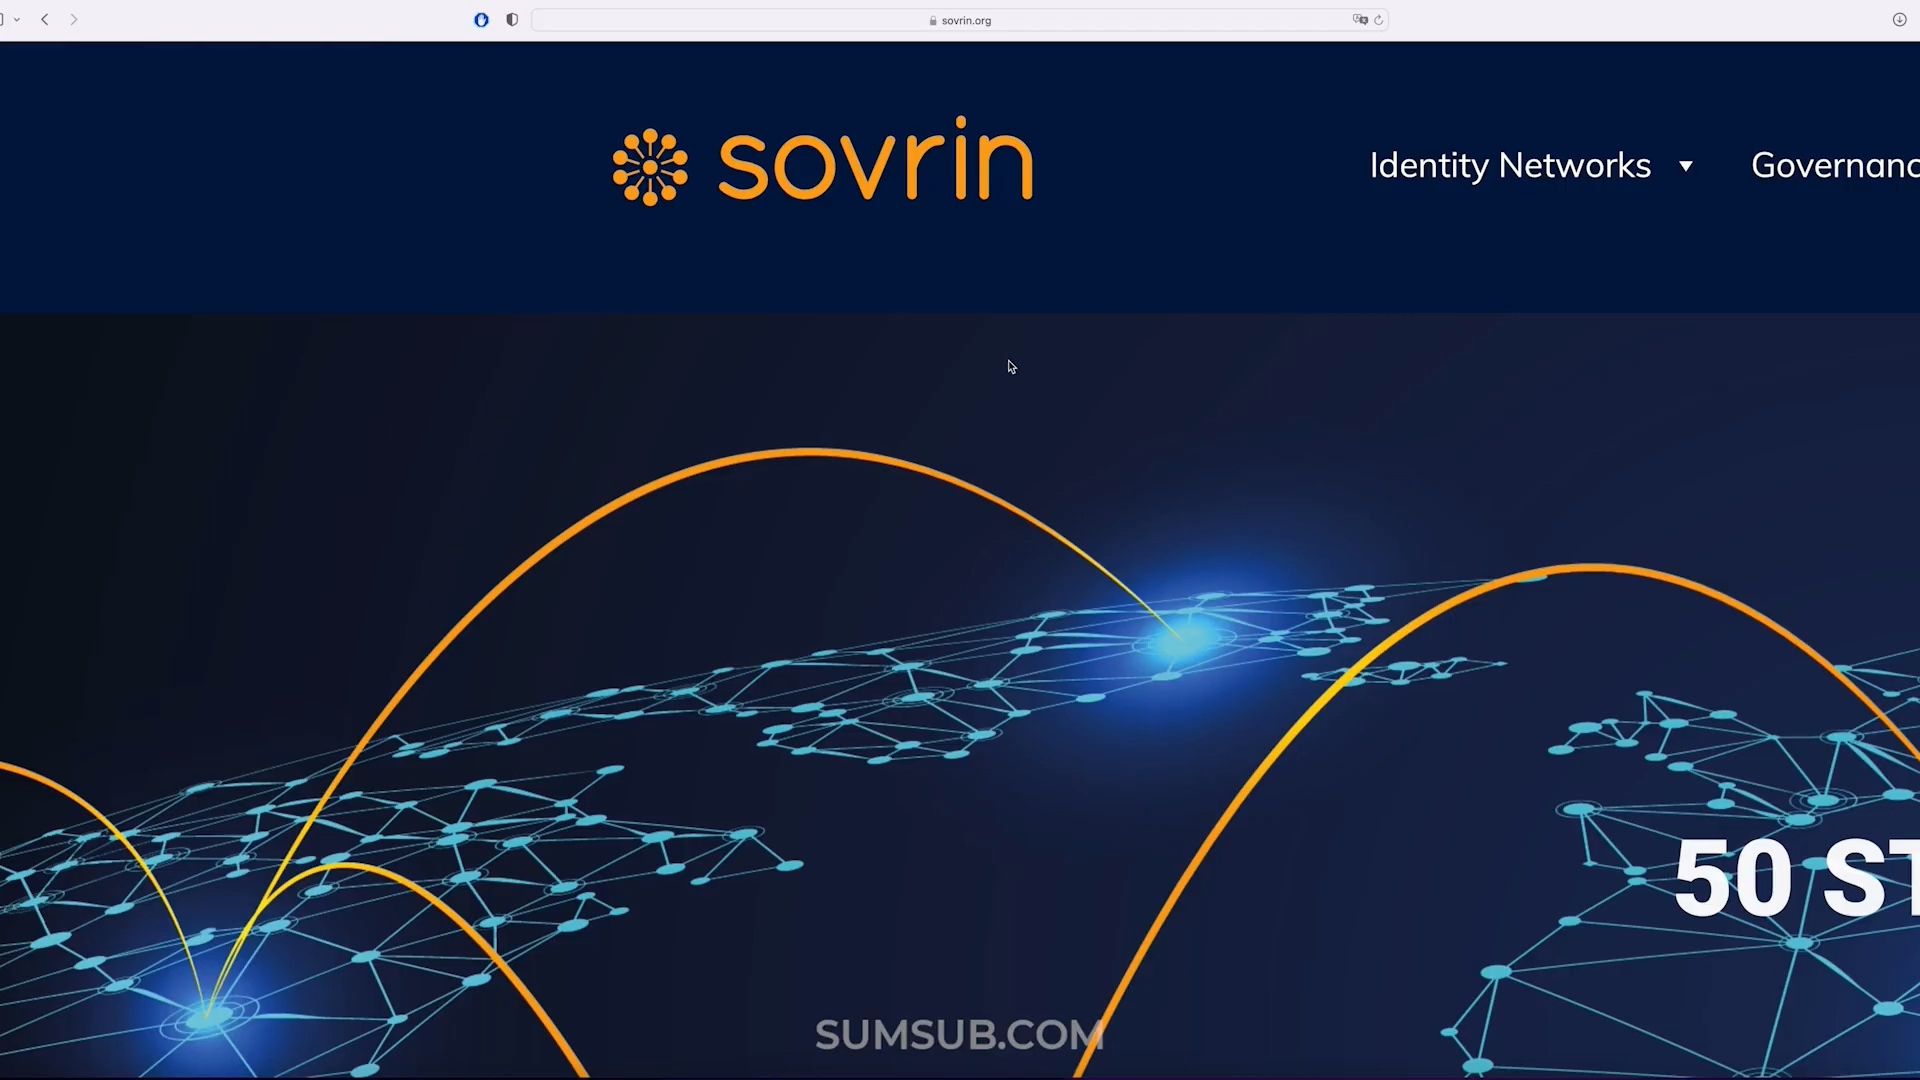 sovrin.org
sovrin
Identity Networks
Governanc
50 ST
SUMSUB.COM